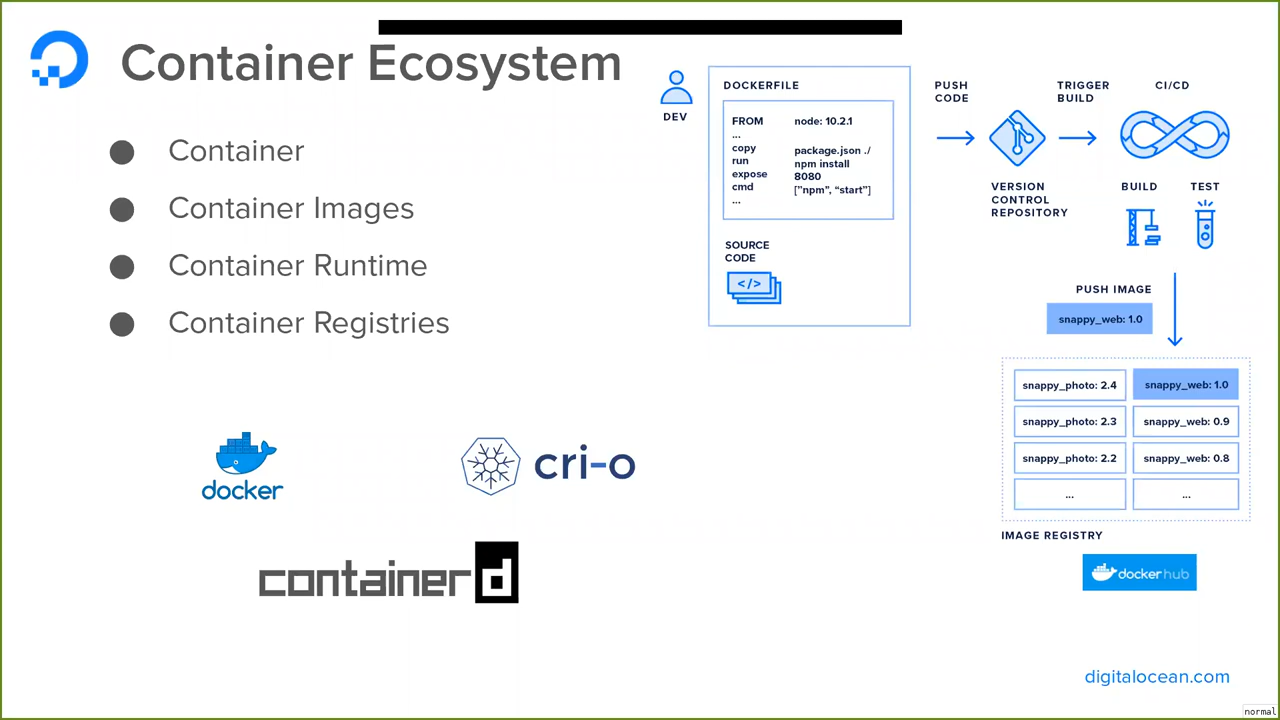 Container Ecosystem
● Container
● Container Images
● Container Runtime
● Container Registries
docker
cri-o
containerd
DEV
DOCKERFILE
FROM node: 10.2.1
...
copy package.json ./
run npm install
expose 8080
cmd ["npm", “start”]
...
SOURCE
CODE
</>
PUSH
CODE
VERSION
CONTROL
REPOSITORY
TRIGGER
BUILD
CI/CD
BUILD
TEST
PUSH IMAGE
snappy_web: 1.0
snappy_photo: 2.4 snappy_web: 1.0
snappy_photo: 2.3 snappy_web: 0.9
snappy_photo: 2.2 snappy_web: 0.8
... ...
IMAGE REGISTRY
dockerhub
digitalocean.com
normal